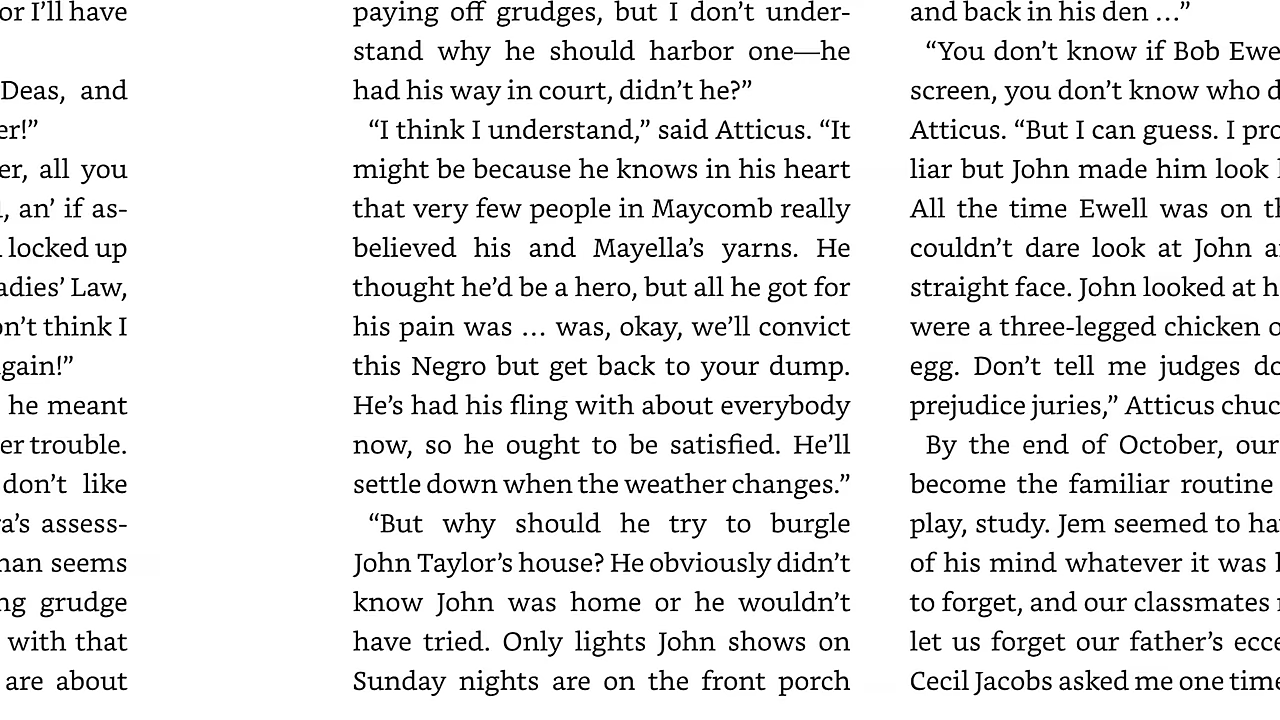 or I’ll have
Deas, and
er!”
er, all you
, an’ if as-
locked up
adies’ Law,
on’t think I
gain!”
he meant
er trouble.
don’t like
a’s assess-
man seems
ng grudge
with that
are about
paying off grudges, but I don’t under-
stand why he should harbor one—he
had his way in court, didn’t he?”
“I think I understand,” said Atticus. “It
might be because he knows in his heart
that very few people in Maycomb really
believed his and Mayella’s yarns. He
thought he’d be a hero, but all he got for
his pain was … was, okay, we’ll convict
this Negro but get back to your dump.
He’s had his fling with about everybody
now, so he ought to be satisfied. He’ll
settle down when the weather changes.”
“But why should he try to burgle
John Taylor’s house? He obviously didn’t
know John was home or he wouldn’t
have tried. Only lights John shows on
Sunday nights are on the front porch
and back in his den …”
“You don’t know if Bob Ewe
screen, you don’t know who d
Atticus. “But I can guess. I pro
liar but John made him look
All the time Ewell was on th
couldn’t dare look at John a
straight face. John looked at h
were a three-legged chicken o
egg. Don’t tell me judges do
prejudice juries,” Atticus chuc
By the end of October, our
become the familiar routine
play, study. Jem seemed to ha
of his mind whatever it was
to forget, and our classmates
let us forget our father’s ecce
Cecil Jacobs asked me one time